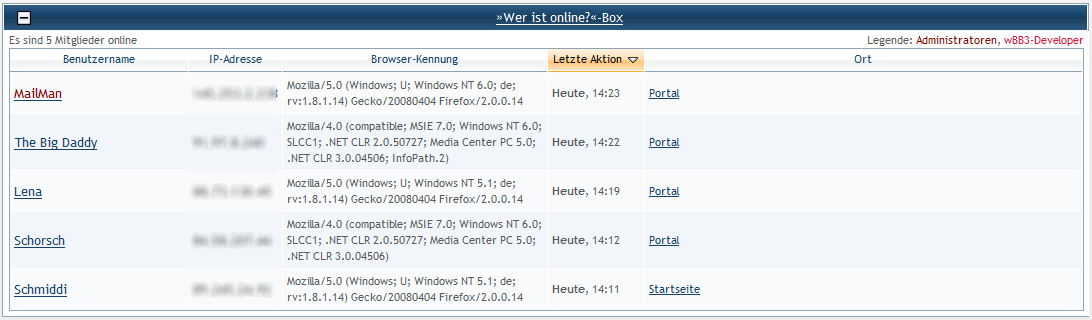 »Wer ist online?«-Box
Es sind 5 Mitglieder online Legende: Administratoren, wBB3-Developer
Benutzername IP-Adresse Browser-Kennung Letzte Aktion Ort
MailMan Mozilla/5.0 (Windows; U; Windows NT 6.0; de;
rv:1.8.1.14) Gecko/20080404 Firefox/2.0.0.14 Heute, 14:23 Portal
The Big Daddy Mozilla/4.0 (compatible; MSIE 7.0; Windows NT 6.0;
SLCC1; .NET CLR 2.0.50727; Media Center PC 5.0; Heute, 14:22 Portal
.NET CLR 3.0.04506; InfoPath.2)
Lena Mozilla/5.0 (Windows; U; Windows NT 5.1; de;
rv:1.8.1.14) Gecko/20080404 Firefox/2.0.0.14 Heute, 14:19 Portal
Schorsch Mozilla/4.0 (compatible; MSIE 7.0; Windows NT 6.0;
SLCC1; .NET CLR 2.0.50727; Media Center PC 5.0; Heute, 14:12 Portal
.NET CLR 3.0.04506)
Schmiddi Mozilla/5.0 (Windows; U; Windows NT 5.1; de;
rv:1.8.1.14) Gecko/20080404 Firefox/2.0.0.14 Heute, 14:11 Startseite